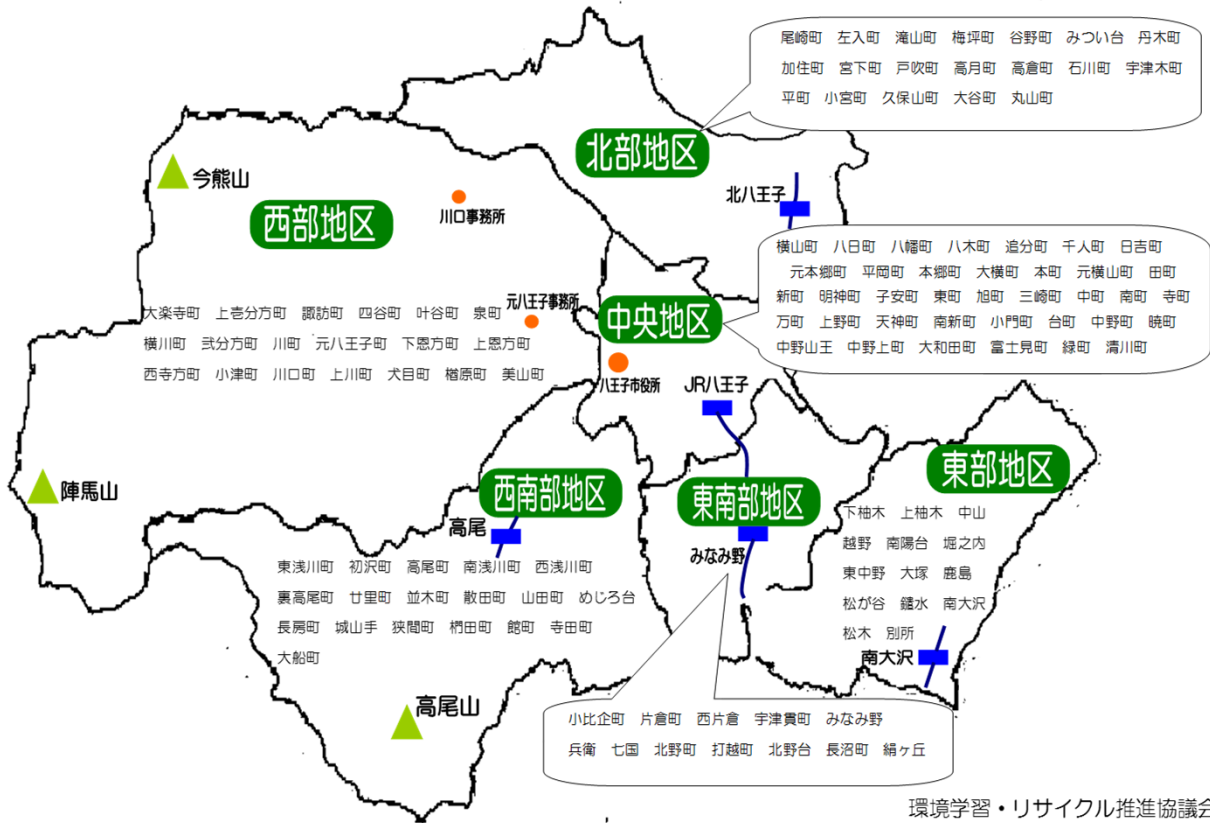 尾崎町 左入町 滝山町 梅坪町 谷野町 みつい台 丹木町
加住町 宮下町 戸吹町 高月町 高倉町 石川町 宇津木町
平町 小宮町 久保山町 大谷町 丸山町
北部地区
今熊山
北八王子
川口事務所
西部地区
横山町 八日町 八幡町 八木町 追分町 千人町 日吉町
元本郷町 平岡町 本郷町 大横町 本町 元横山町 田町
新町 明神町 子安町 東町 旭町 三崎町 中町 南町 寺町
万町 上野町 天神町 南新町 小門町 台町 中野町 暁町
中野山王 中野上町 大和田町 富士見町 緑町 清川町
元八王子事務所
中央地区
大楽寺町 上壱分方町 諏訪町 四谷町 叶谷町 泉町
横川町 弐分方町 川町 元八王子町 下恩方町 上恩方町
西寺方町 小津町 川口町 上川町 犬目町 楢原町 美山町
八王子市役所
JR八王子
東部地区
陣馬山
西南部地区
東南部地区
高尾
みなみ野
下柚木 上柚木 中山
越野 南陽台 堀之内
東中野 大塚 鹿島
松が谷 鑓水 南大沢
松木 別所
南大沢
東浅川町 初沢町 高尾町 南浅川町 西浅川町
裏高尾町 廿里町 並木町 散田町 山田町 めじろ台
長房町 城山手 狭間町 椚田町 館町 寺田町
大船町
高尾山
小比企町 片倉町 西片倉 宇津貫町 みなみ野
兵衛 七国 北野町 打越町 北野台 長沼町 絹ヶ丘
環境学習・リサイクル推進協議会